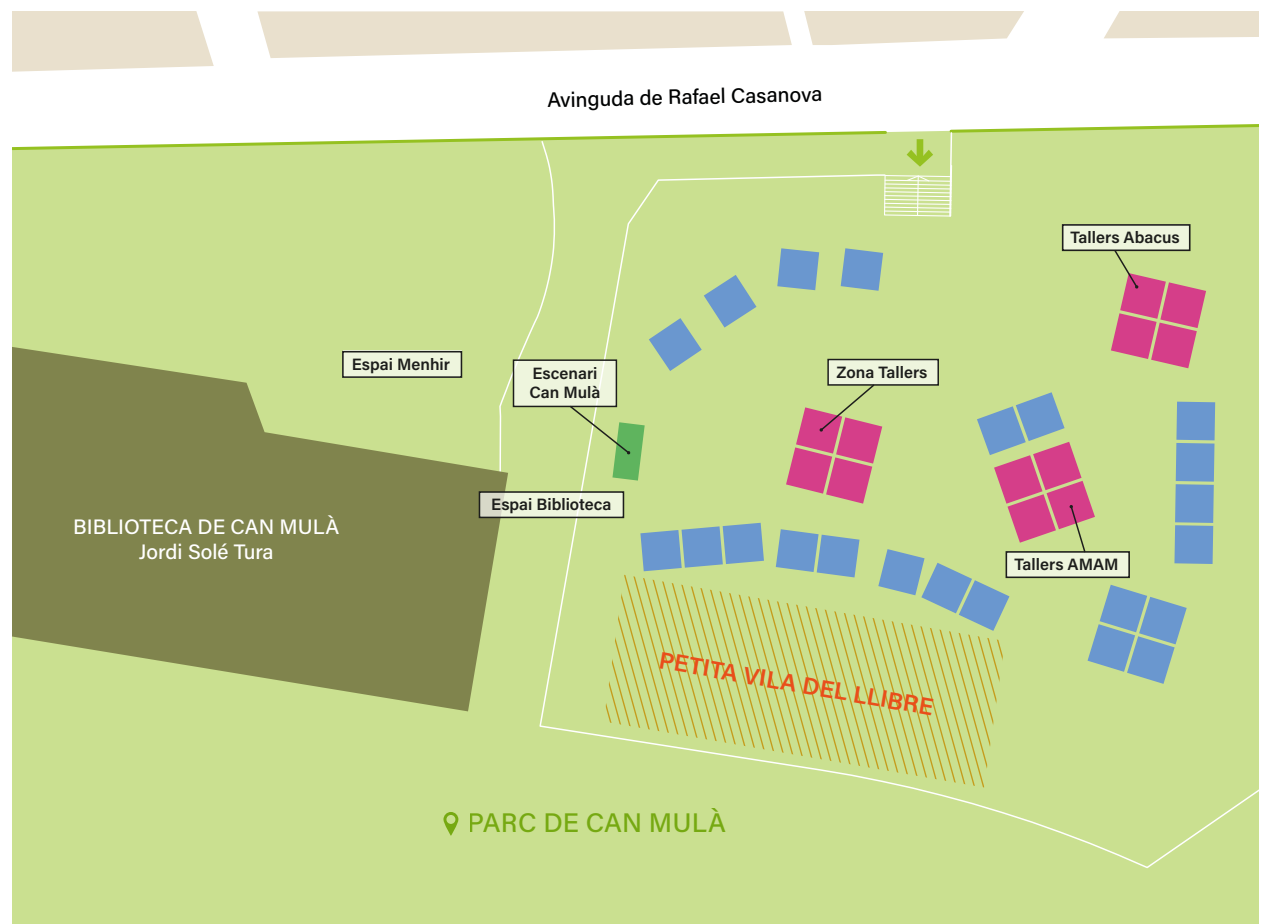 Avinguda de Rafael Casanova
Tallers Abacus
Espai Menhir
Escenari
Can Mulà
Zona Tallers
Espai Biblioteca
BIBLIOTECA DE CAN MULÀ
Jordi Solé Tura
Tallers AMAM
PETITA VILA DEL LLIBRE
PARC DE CAN MULÀ